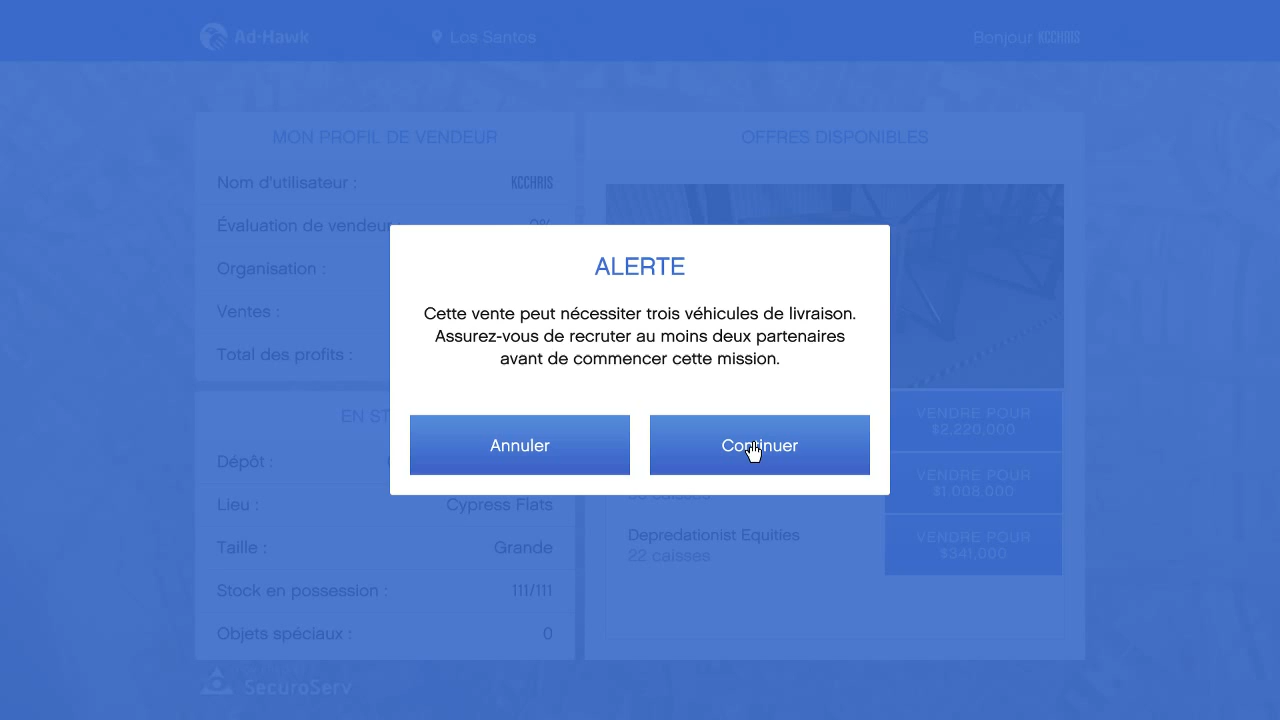 Ad-Hawk
Los Santos
Bonjour KCCHRIS
MON PROFIL DE VENDEUR
Nom d'utilisateur : KCCHRIS
Évaluation de vendeur : 0%
Organisation :
Ventes :
Total des profits :
OFFRES DISPONIBLES
ALERTE
Cette vente peut nécessiter trois véhicules de livraison.
Assurez-vous de recruter au moins deux partenaires
avant de commencer cette mission.
Annuler
Continuer
VENDRE POUR
$2,220,000
VENDRE POUR
$1,008,000
Depredationist Equities
22 caisses
VENDRE POUR
$341,000
EN ST
Dépôt :
Lieu : Cypress Flats
Taille : Grande
Stock en possession : 111/111
Objets spéciaux : 0
SecuroServ